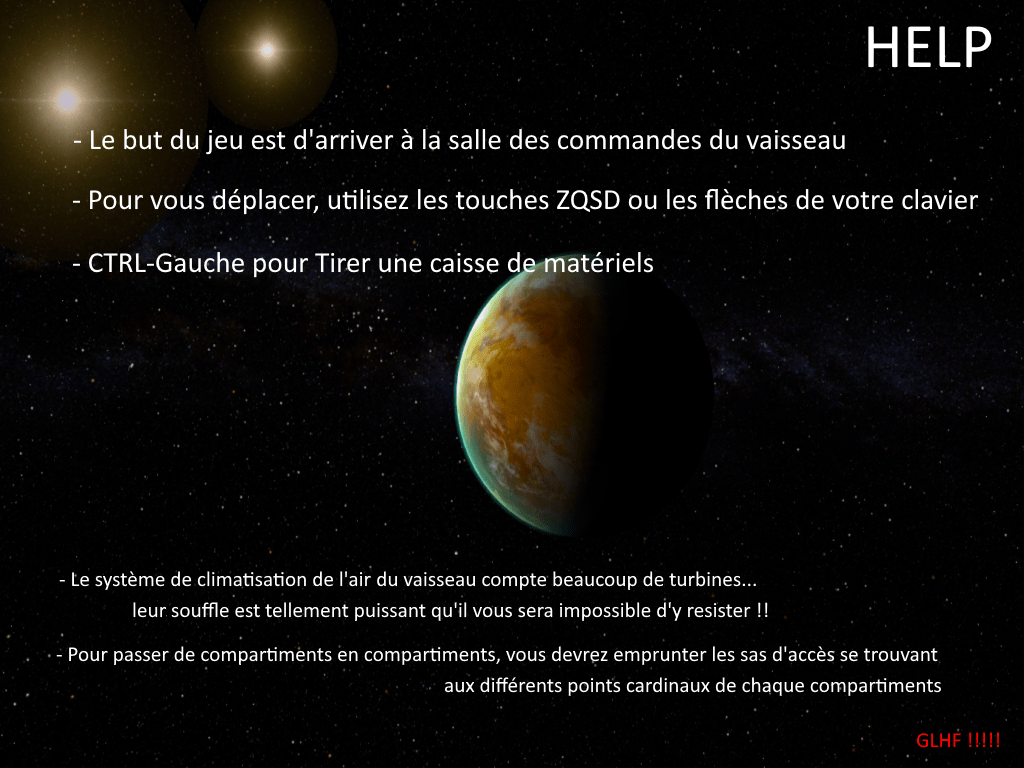 HELP
- Le but du jeu est d'arriver à la salle des commandes du vaisseau
- Pour vous déplacer, utilisez les touches ZQSD ou les flèches de votre clavier
- CTRL-Gauche pour Tirer une caisse de matériels
- Le système de climatisation de l'air du vaisseau compte beaucoup de turbines...
leur souffle est tellement puissant qu'il vous sera impossible d'y resister !!
- Pour passer de compartiments en compartiments, vous devrez emprunter les sas d'accès se trouvant
aux différents points cardinaux de chaque compartiments
GLHF !!!!!